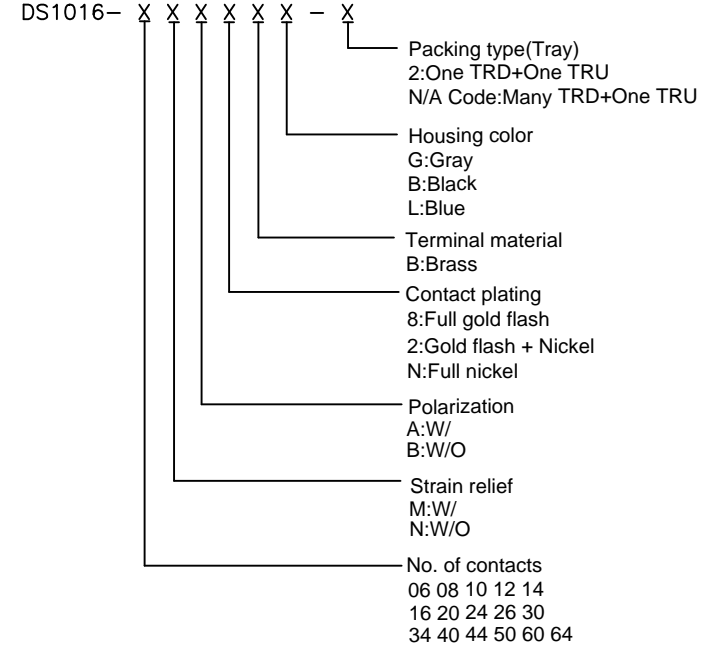 DS1016- X X X X X X - X
Packing type(Tray)
2:One TRD+One TRU
N/A Code:Many TRD+One TRU
Housing color
G:Gray
B:Black
L:Blue
Terminal material
B:Brass
Contact plating
8:Full gold flash
2:Gold flash + Nickel
N:Full nickel
Polarization
A:W/
B:W/O
Strain relief
M:W/
N:W/O
No. of contacts
06 08 10 12 14
16 20 24 26 30
34 40 44 50 60 64